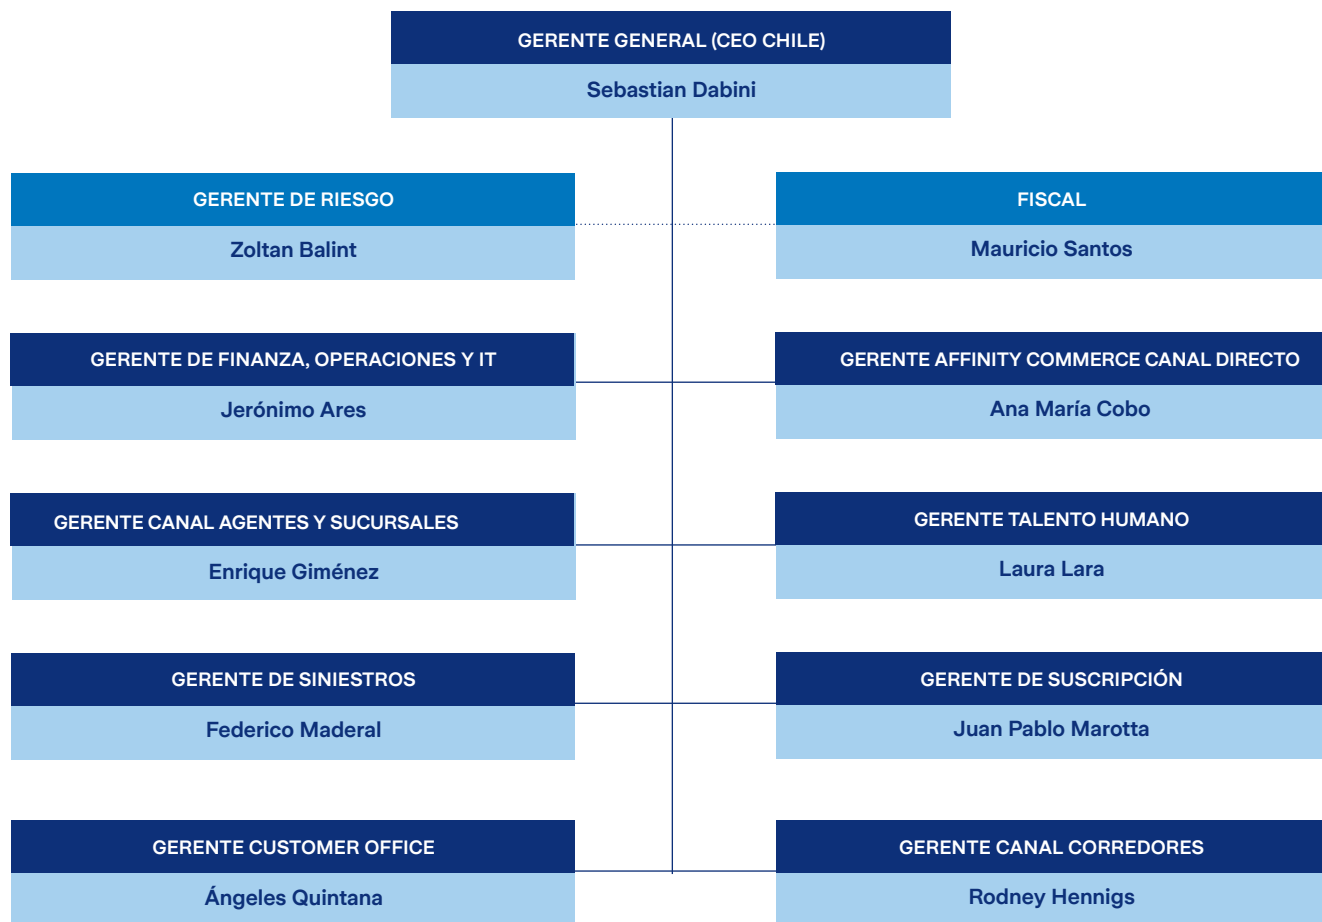 GERENTE GENERAL (CEO CHILE)
Sebastian Dabini
GERENTE DE RIESGO
Zoltan Balint
FISCAL
Mauricio Santos
GERENTE DE FINANZA, OPERACIONES Y IT
Jerónimo Ares
GERENTE AFFINITY COMMERCE CANAL DIRECTO
Ana María Cobo
GERENTE CANAL AGENTES Y SUCURSALES
Enrique Giménez
GERENTE TALENTO HUMANO
Laura Lara
GERENTE DE SINIESTROS
Federico Maderal
GERENTE DE SUSCRIPCIÓN
Juan Pablo Marotta
GERENTE CUSTOMER OFFICE
Ángeles Quintana
GERENTE CANAL CORREDORES
Rodney Hennigs